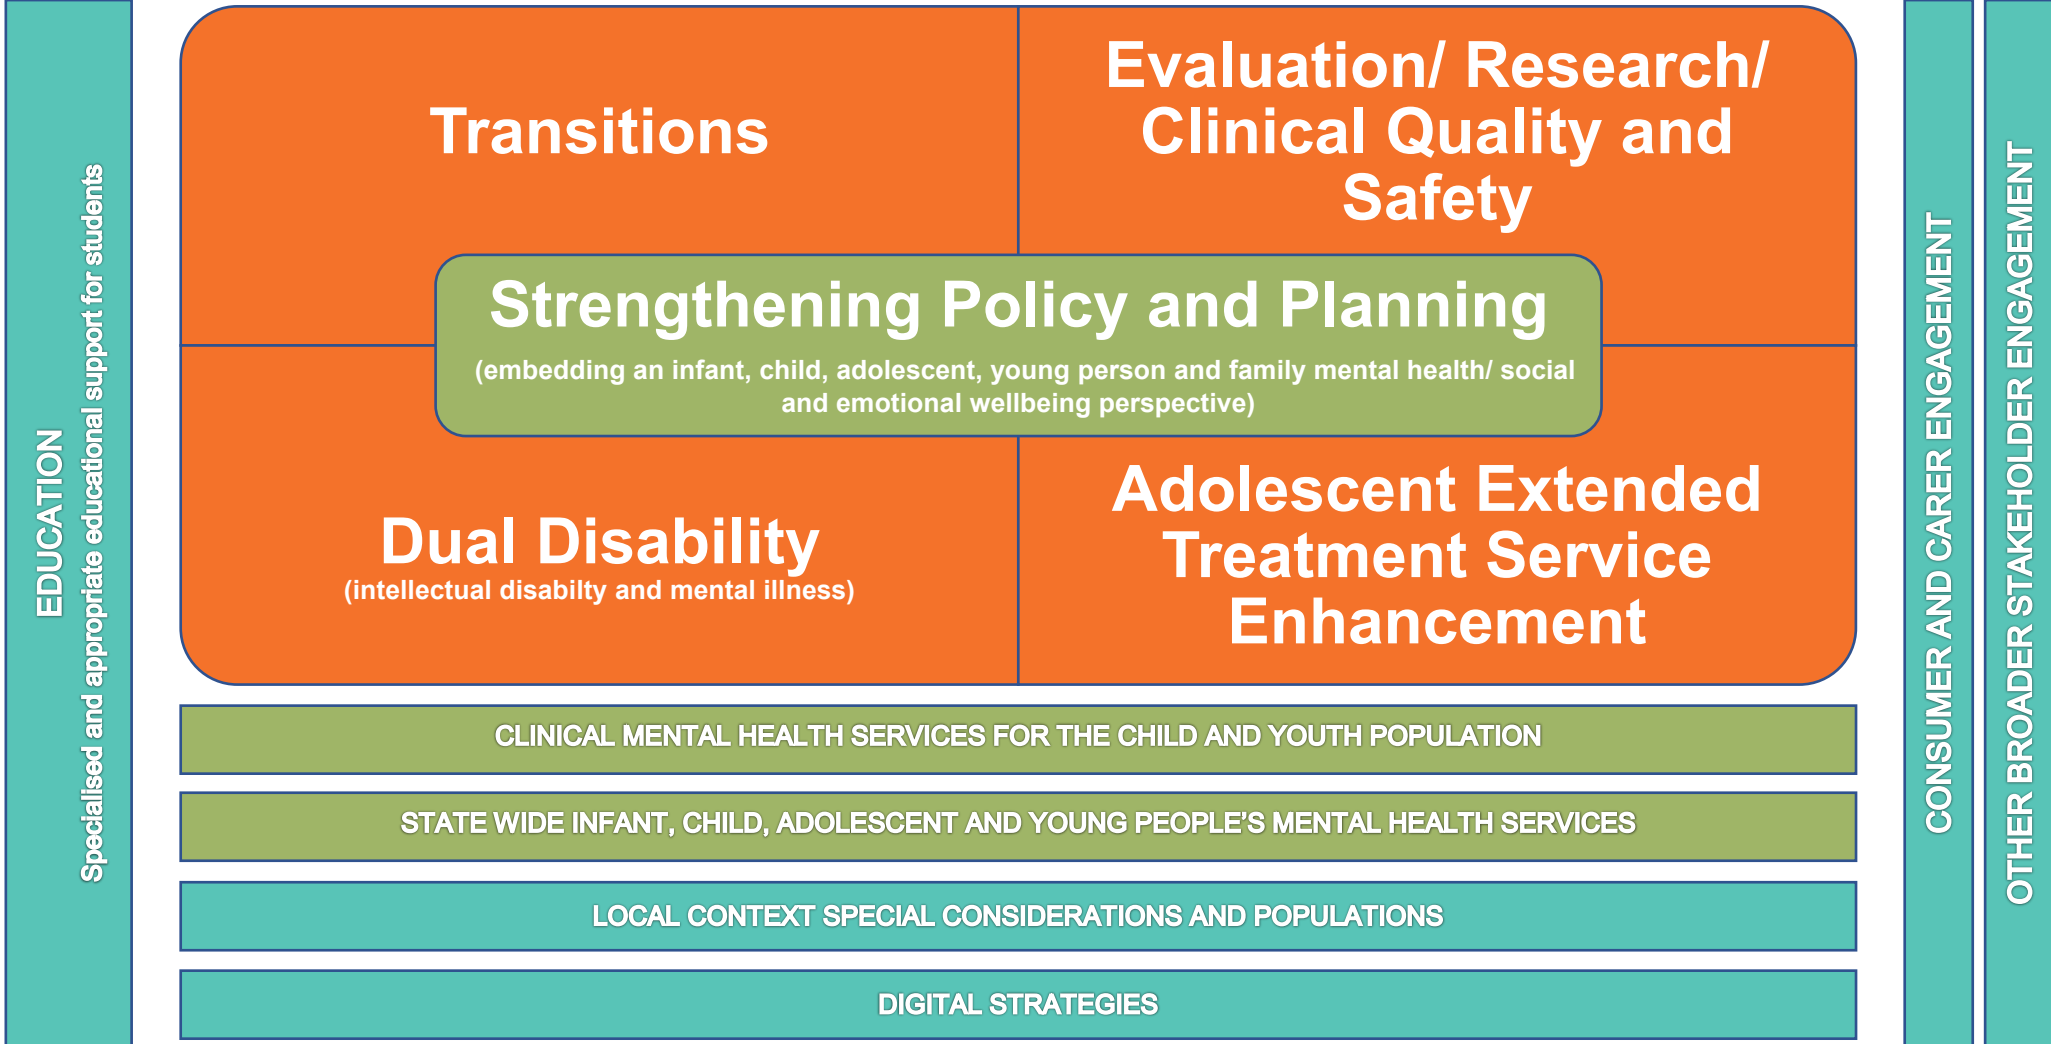 EDUCATION
Specialised and appropriate educational support for students
Transitions
Evaluation/ Research/
Clinical Quality and
Safety
Strengthening Policy and Planning
(embedding an infant, child, adolescent, young person and family mental health/ social
and emotional wellbeing perspective)
Dual Disability
(intellectual disabilty and mental illness)
Adolescent Extended
Treatment Service
Enhancement
CLINICAL MENTAL HEALTH SERVICES FOR THE CHILD AND YOUTH POPULATION
STATE WIDE INFANT, CHILD, ADOLESCENT AND YOUNG PEOPLE'S MENTAL HEALTH SERVICES
LOCAL CONTEXT SPECIAL CONSIDERATIONS AND POPULATIONS
DIGITAL STRATEGIES
CONSUMER AND CARER ENGAGEMENT
OTHER BROADER STAKEHOLDER ENGAGEMENT